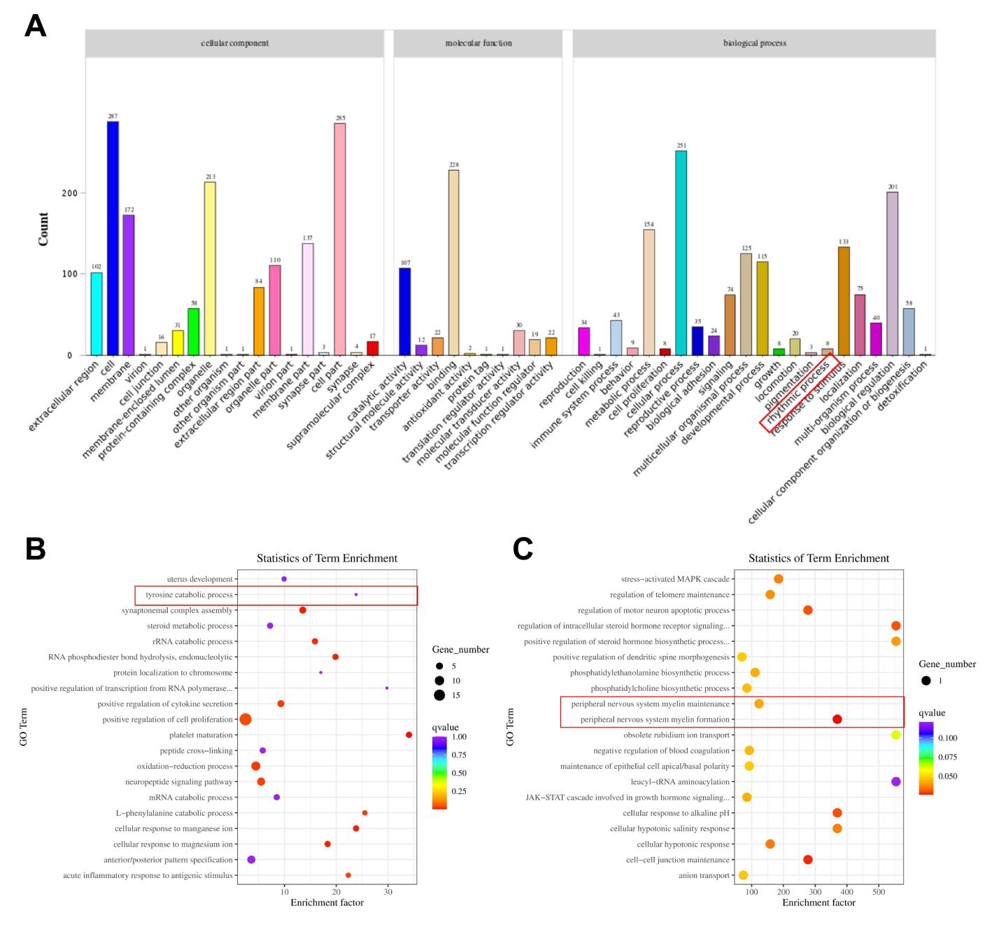 A
cellular component
molecular function
biological process
Count
0
100
200
102
287
172
1
16
31
58
213
1
1
84
110
1
137
3
285
4
17
107
12
22
228
2
1
1
30
19
22
34
1
43
9
154
8
251
35
24
74
125
115
8
20
3
8
133
75
40
201
58
1
extracellular region
cell
membrane
virion
cell junction
membrane-enclosed lumen
protein-containing complex
organelle
other organism
other organism part
extracellular region part
organelle part
virion part
membrane part
synapse part
cell part
synapse
supramolecular complex
catalytic activity
structural molecule activity
transporter activity
binding
antioxidant activity
protein tag
translation regulator activity
molecular transducer activity
molecular function regulator
transcription regulator activity
reproduction
cell killing
immune system process
behavior
metabolic process
cell proliferation
cellular process
reproductive process
biological adhesion
signaling
multicellular organismal process
developmental process
growth
locomotion
pigmentation
rhythmic process
response to stimulus
localization
multi-organism process
biological regulation
cellular component organization or biogenesis
detoxification
B
Statistics of Term Enrichment
GO Term
uterus development
tyrosine catabolic process
synaptonemal complex assembly
steroid metabolic process
rRNA catabolic process
RNA phosphodiester bond hydrolysis, endonucleolytic
protein localization to chromosome
positive regulation of transcription from RNA polymerase...
positive regulation of cytokine secretion
positive regulation of cell proliferation
platelet maturation
peptide cross−linking
oxidation−reduction process
neuropeptide signaling pathway
mRNA catabolic process
L−phenylalanine catabolic process
cellular response to manganese ion
cellular response to magnesium ion
anterior/posterior pattern specification
acute inflammatory response to antigenic stimulus
10
20
30
Enrichment factor
Gene_number
5
10
15
qvalue
1.00
0.75
0.50
0.25
C
Statistics of Term Enrichment
GO Term
stress−activated MAPK cascade
regulation of telomere maintenance
regulation of motor neuron apoptotic process
regulation of intracellular steroid hormone receptor signaling...
positive regulation of steroid hormone biosynthetic process...
positive regulation of dendritic spine morphogenesis
phosphatidylethanolamine biosynthetic process
phosphatidylcholine biosynthetic process
peripheral nervous system myelin maintenance
peripheral nervous system myelin formation
obsolete rubidium ion transport
negative regulation of blood coagulation
maintenance of epithelial cell apical/basal polarity
leucyl−tRNA aminoacylation
JAK−STAT cascade involved in growth hormone signaling...
cellular response to alkaline pH
cellular hypotonic salinity response
cellular hypotonic response
cell−cell junction maintenance
anion transport
100
200
300
400
500
Enrichment factor
Gene_number
1
qvalue
0.100
0.075
0.050